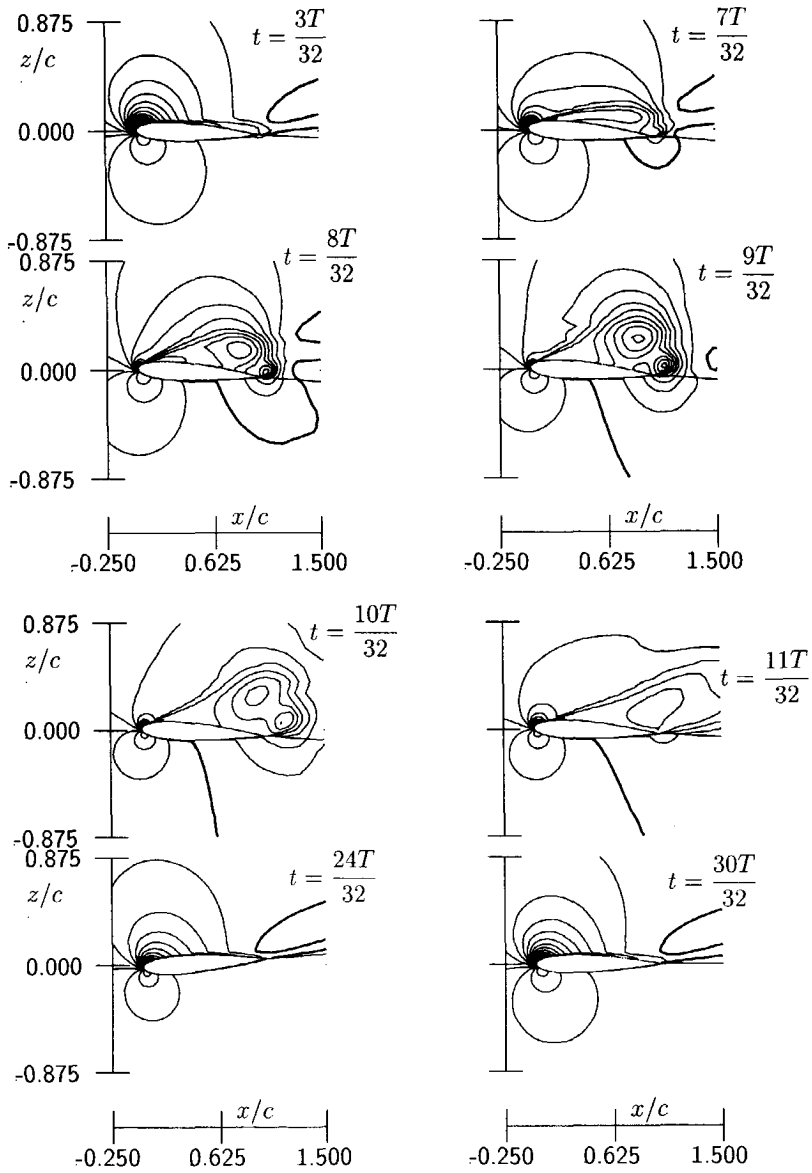 0.875
z/c
0.000
-0.875
t = 3T/32
t = 7T/32
0.875
z/c
0.000
-0.875
t = 8T/32
t = 9T/32
x/c
-0.250 0.625 1.500
x/c
-0.250 0.625 1.500
0.875
z/c
0.000
-0.875
t = 10T/32
t = 11T/32
0.875
z/c
0.000
-0.875
t = 24T/32
t = 30T/32
x/c
-0.250 0.625 1.500
x/c
-0.250 0.625 1.500